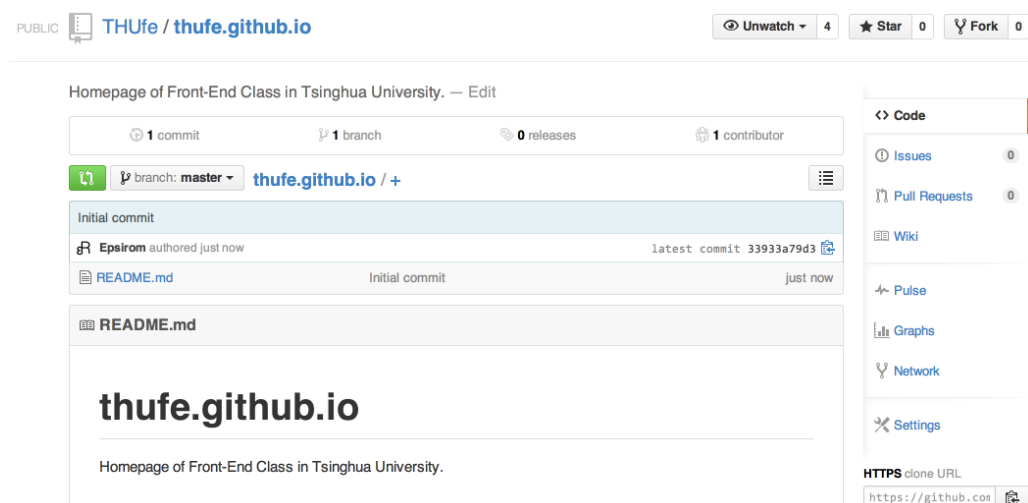 PUBLIC THUfe / thufe.github.io Unwatch 4 Star 0 Fork 0
Homepage of Front-End Class in Tsinghua University. — Edit
1 commit 1 branch 0 releases 1 contributor
branch: master thufe.github.io / +
Initial commit
Epsirom authored just now latest commit 33933a79d3
README.md Initial commit just now
README.md
thufe.github.io
Homepage of Front-End Class in Tsinghua University.
Code
Issues 0
Pull Requests 0
Wiki
Pulse
Graphs
Network
Settings
HTTPS clone URL
https://github.com